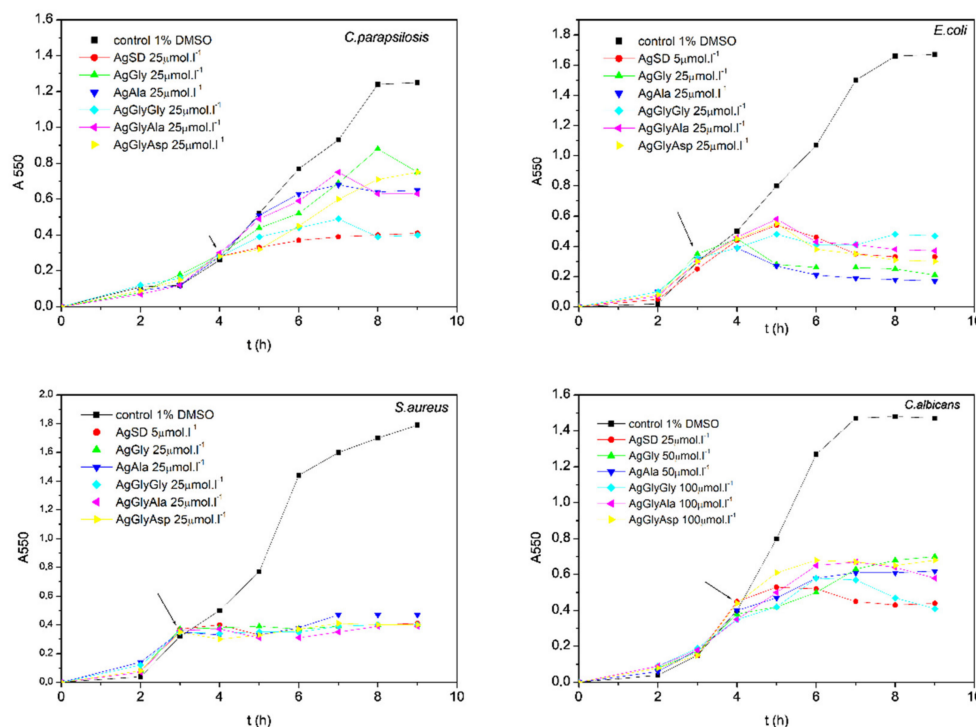 C.parapsilosis
control 1% DMSO
AgSD 25μmol.l⁻¹
AgGly 25μmol.l⁻¹
AgAla 25μmol.l⁻¹
AgGlyGly 25μmol.l⁻¹
AgGlyAla 25μmol.l⁻¹
AgGlyAsp 25μmol.l⁻¹
1,6
1,4
1,2
1,0
0,8
0,6
0,4
0,2
0,0
A 550
0 2 4 6 8 10
t (h)
E.coli
control 1% DMSO
AgSD 5μmol.l⁻¹
AgGly 25μmol.l⁻¹
AgAla 25μmol.l⁻¹
AgGlyGly 25μmol.l⁻¹
AgGlyAla 25μmol.l⁻¹
AgGlyAsp 25μmol.l⁻¹
1,8
1,6
1,4
1,2
1,0
0,8
0,6
0,4
0,2
0,0
A550
0 2 4 6 8 10
t (h)
S.aureus
control 1% DMSO
AgSD 5μmol.l⁻¹
AgGly 25μmol.l⁻¹
AgAla 25μmol.l⁻¹
AgGlyGly 25μmol.l⁻¹
AgGlyAla 25μmol.l⁻¹
AgGlyAsp 25μmol.l⁻¹
2,0
1,8
1,6
1,4
1,2
1,0
0,8
0,6
0,4
0,2
0,0
A550
0 2 4 6 8 10
t (h)
C.albicans
control 1% DMSO
AgSD 25μmol.l⁻¹
AgGly 50μmol.l⁻¹
AgAla 50μmol.l⁻¹
AgGlyGly 100μmol.l⁻¹
AgGlyAla 100μmol.l⁻¹
AgGlyAsp 100μmol.l⁻¹
1,6
1,4
1,2
1,0
0,8
0,6
0,4
0,2
0,0
A550
0 2 4 6 8 10
t (h)